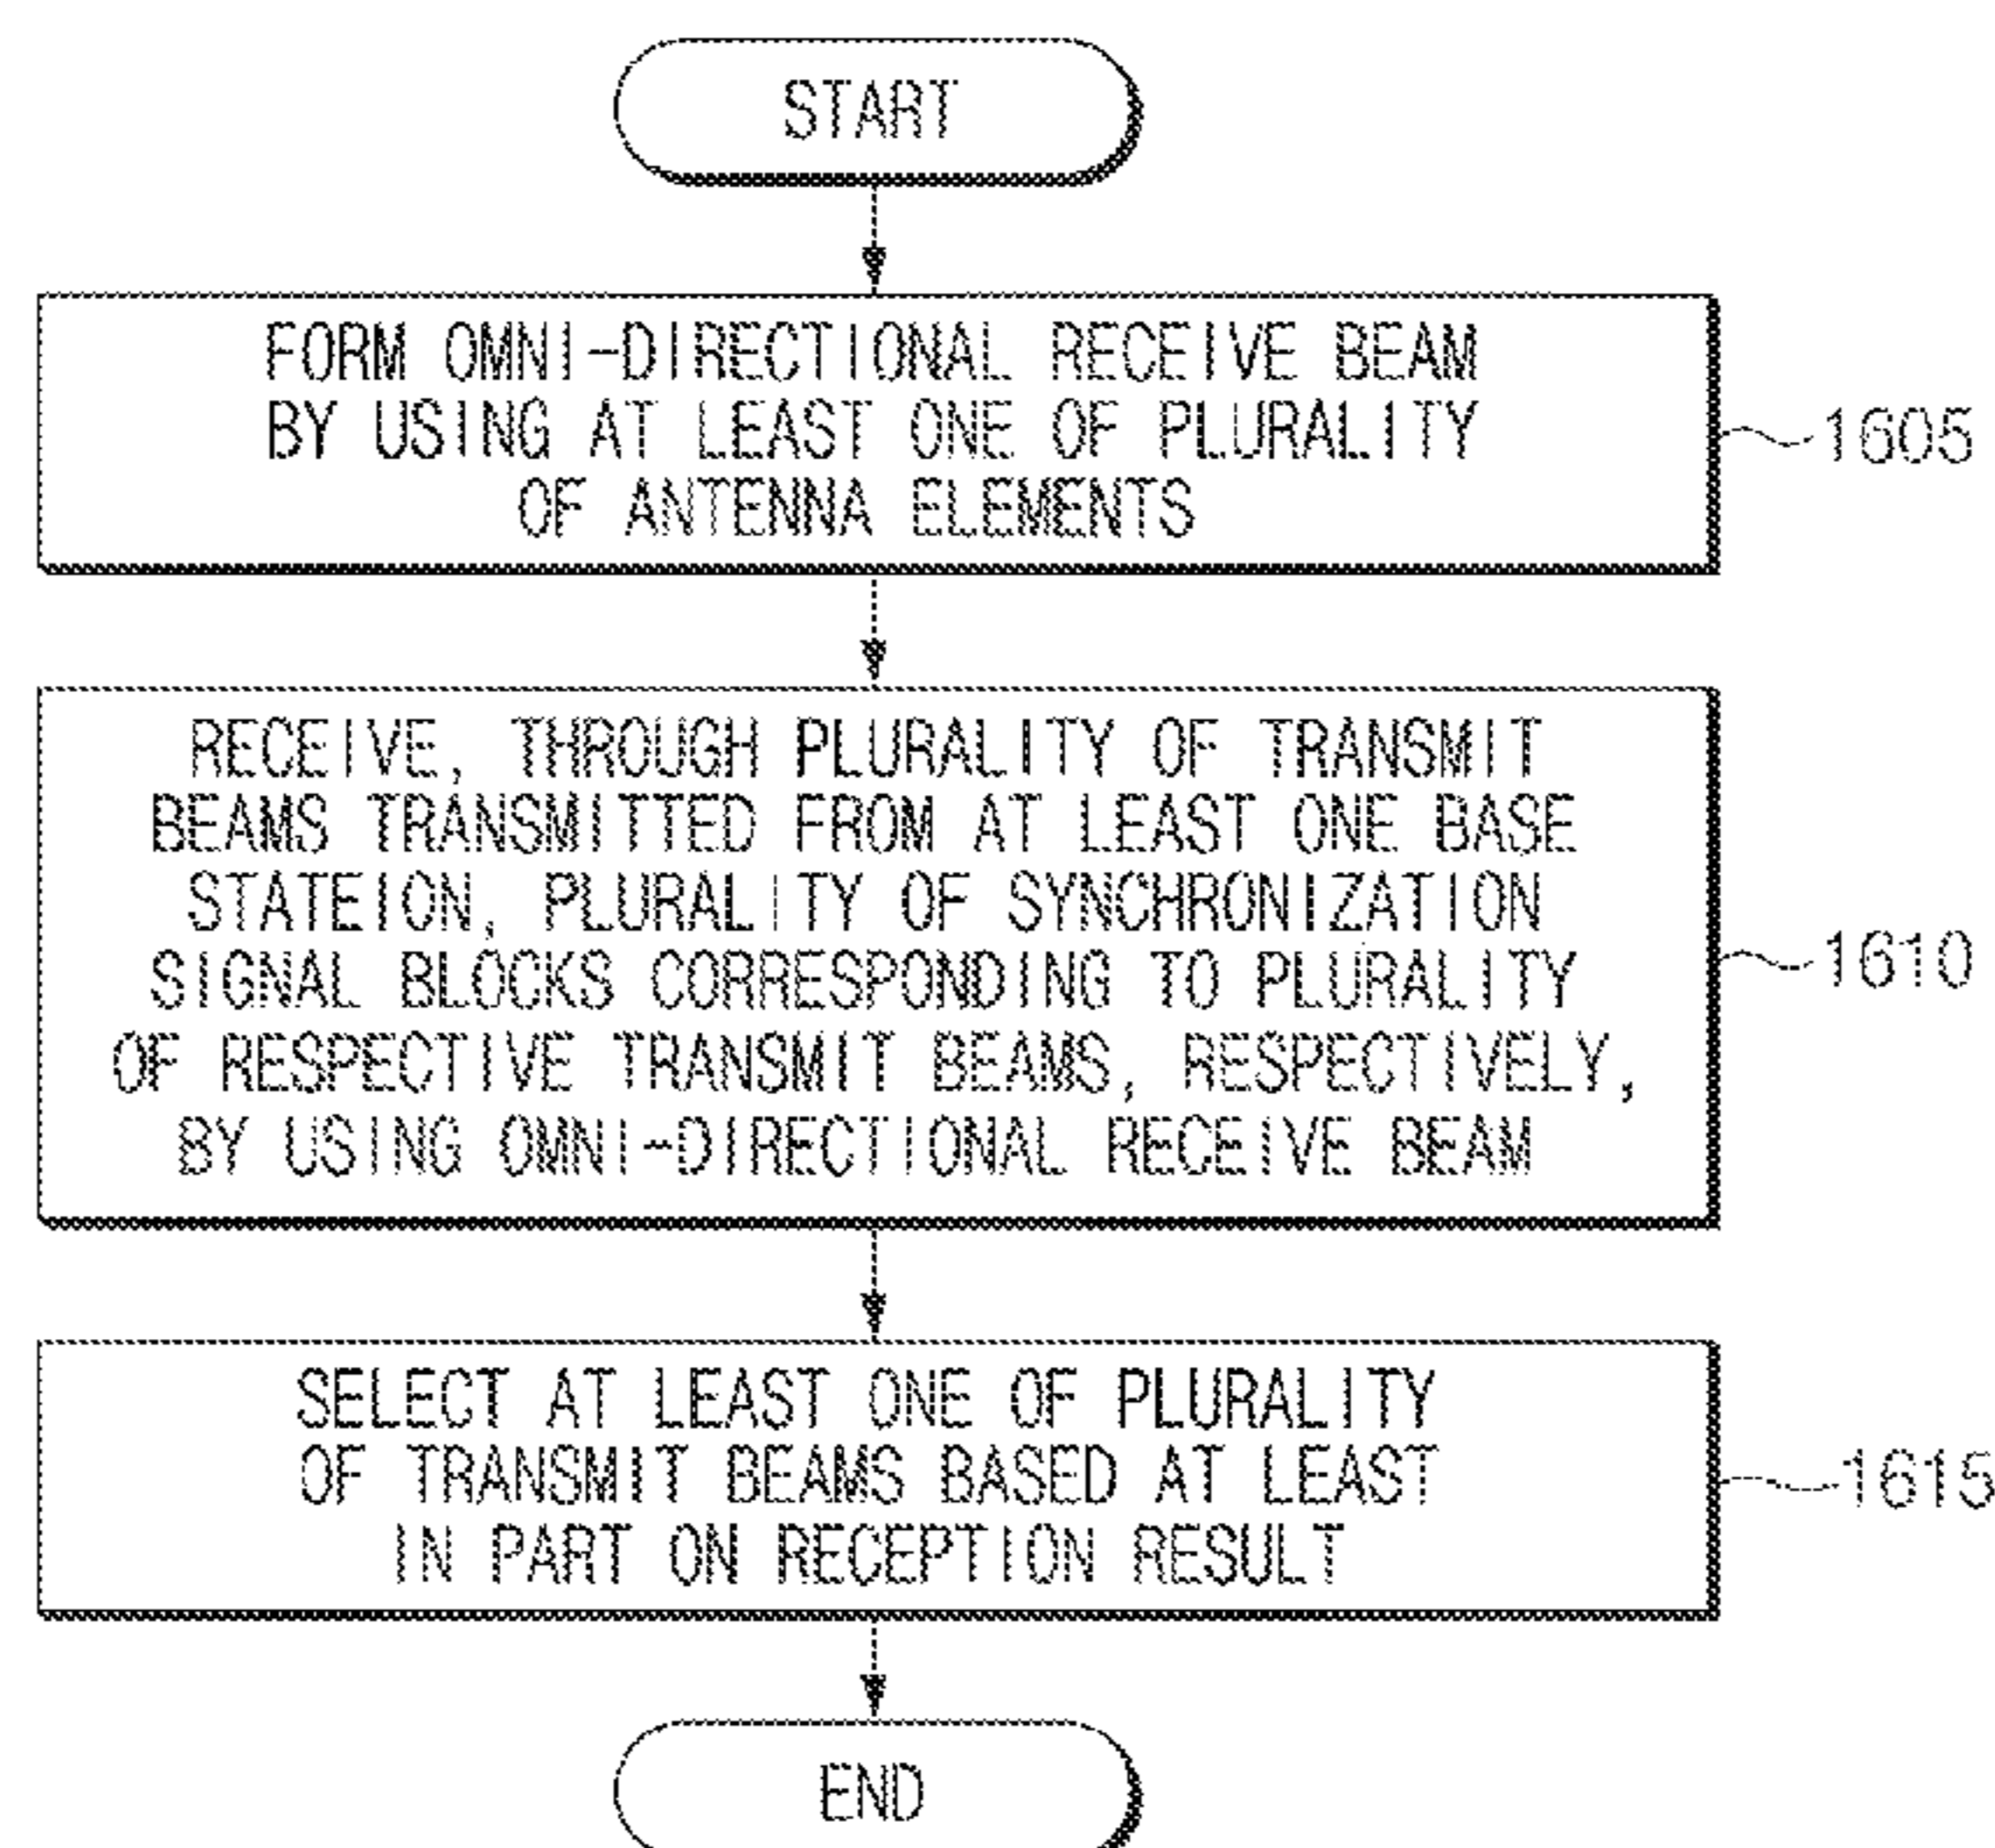 START
FORM OMNI-DIRECTIONAL RECEIVE BEAM
BY USING AT LEAST ONE OF PLURALITY
OF ANTENNA ELEMENTS
1605
RECEIVE, THROUGH PLURALITY OF TRANSMIT
BEAMS TRANSMITTED FROM AT LEAST ONE BASE
STATEION, PLURALITY OF SYNCHRONIZATION
SIGNAL BLOCKS CORRESPONDING TO PLURALITY
OF RESPECTIVE TRANSMIT BEAMS, RESPECTIVELY,
BY USING OMNI-DIRECTIONAL RECEIVE BEAM
1610
SELECT AT LEAST ONE OF PLURALITY
OF TRANSMIT BEAMS BASED AT LEAST
IN PART ON RECEPTION RESULT
1615
END